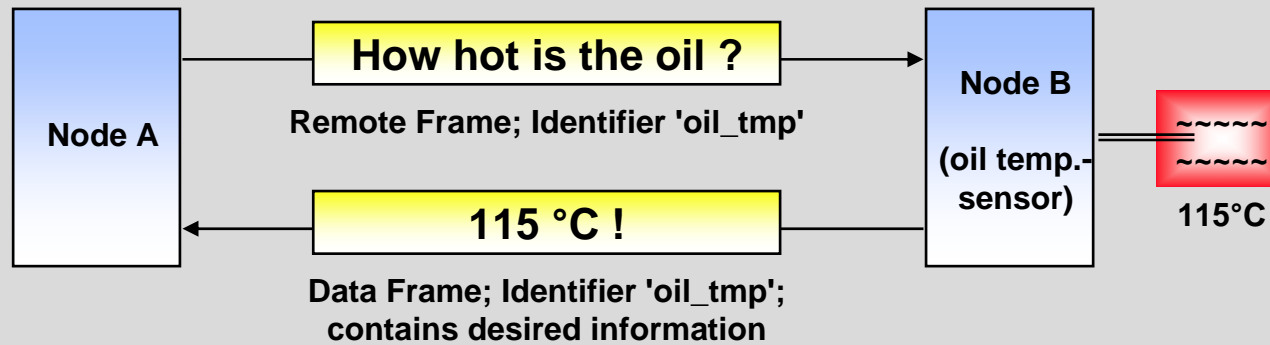 How hot is the oil ?
Remote Frame; Identifier 'oil_tmp'
Node A
Node B
(oil temp.-
sensor)
~~~~~
~~~~~
115°C
115 °C !
Data Frame; Identifier 'oil_tmp';
contains desired information